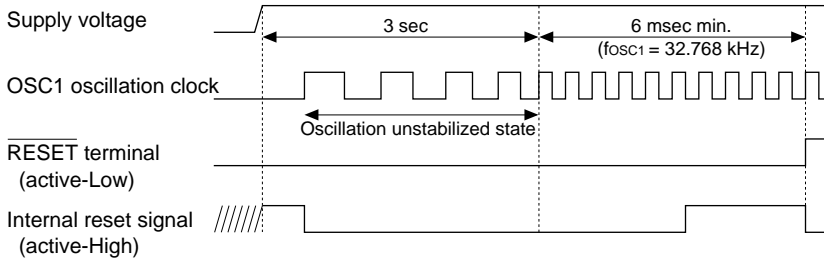 Supply voltage
3 sec
6 msec min.
(fOSC1 = 32.768 kHz)
OSC1 oscillation clock
Oscillation unstabilized state
RESET terminal
(active-Low)
Internal reset signal
(active-High)